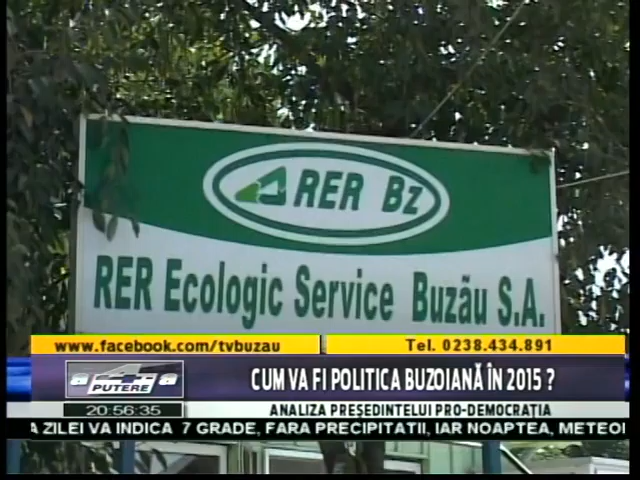 RER Bz
RER Ecologic Service Buzău S.A.
www.facebook.com/tvbuzau
Tel. 0238.434.891
a 4 a
PUTERE
CUM VA FI POLITICA BUZOIANĂ ÎN 2015 ?
20:56:35
ANALIZA PREȘEDINTELUI PRO-DEMOCRAȚIA
A ZILEI VA INDICA 7 GRADE, FARA PRECIPITATII, IAR NOAPTEA, METEOR